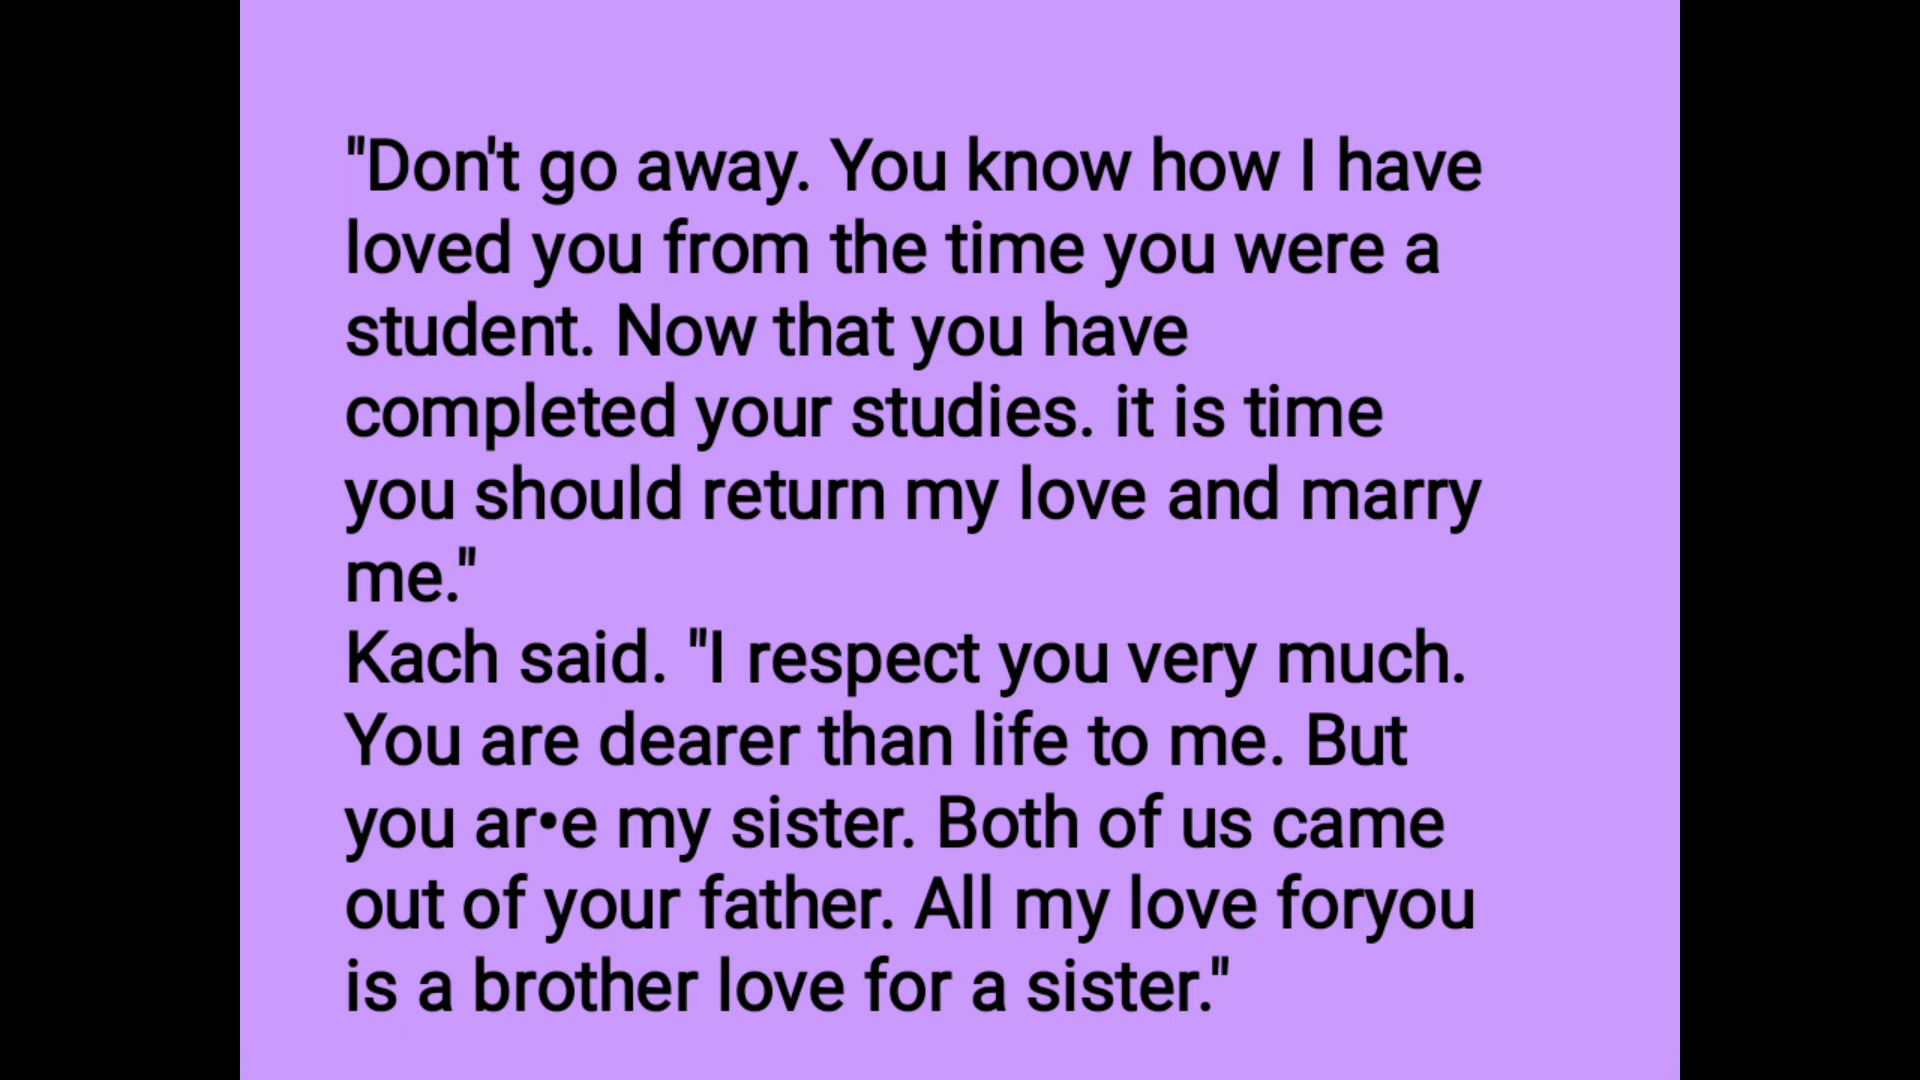 "Don't go away. You know how I have
loved you from the time you were a
student. Now that you have
completed your studies. it is time
you should return my love and marry
me."
Kach said. "I respect you very much.
You are dearer than life to me. But
you ar•e my sister. Both of us came
out of your father. All my love foryou
is a brother love for a sister."